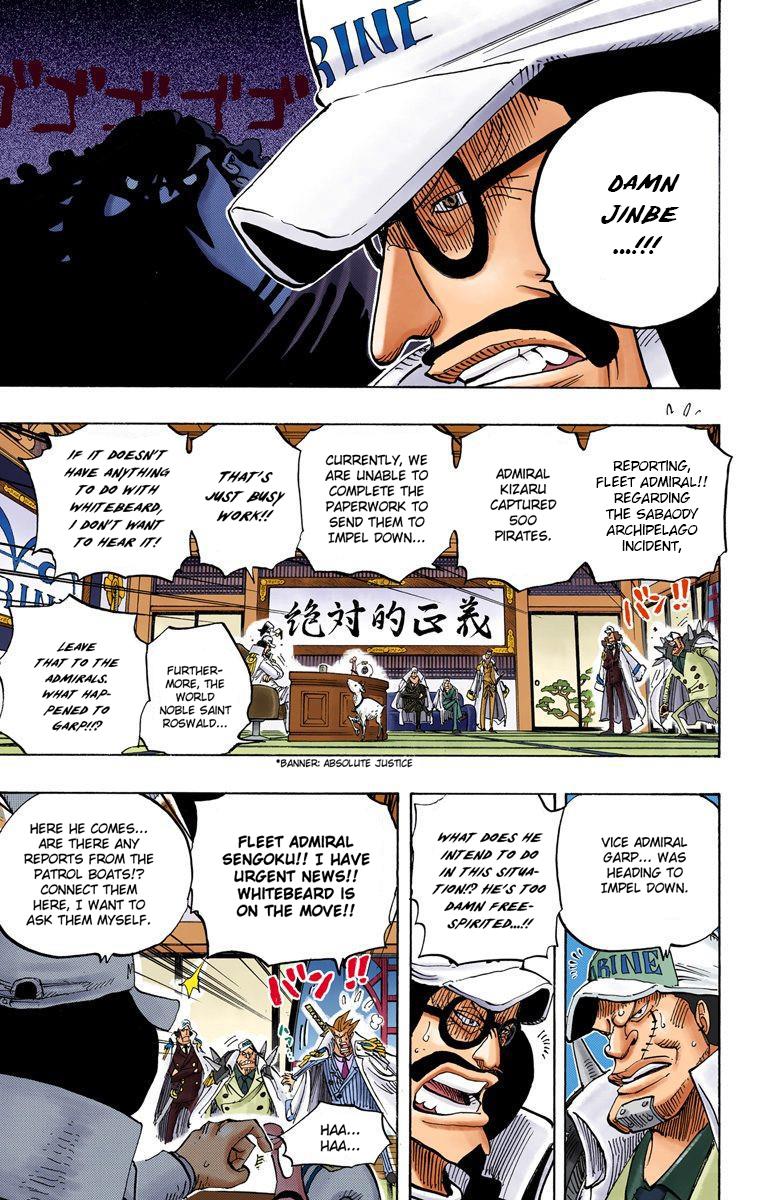 RINE
ゴゴゴゴゴ
DAMN
JINBE
....!!!
REPORTING,
FLEET ADMIRAL!!
REGARDING
THE SABAODY
ARCHIPELAGO
INCIDENT,
ADMIRAL
KIZARU
CAPTURED
500
PIRATES.
CURRENTLY, WE
ARE UNABLE TO
COMPLETE THE
PAPERWORK TO
SEND THEM TO
IMPEL DOWN...
THAT'S
JUST BUSY
WORK!!
IF IT DOESN'T
HAVE ANYTHING
TO DO WITH
WHITEBEARD,
I DON'T WANT
TO HEAR IT!
バン!!
絶対的正義
RINE
FURTHER-
MORE, THE
WORLD
NOBLE SAINT
ROSWALD...
LEAVE
THAT TO THE
ADMIRALS.
WHAT HAP-
PENED TO
GARP!!?
*BANNER: ABSOLUTE JUSTICE
VICE ADMIRAL
GARP... WAS
HEADING TO
IMPEL DOWN.
ARINE
WHAT DOES HE
INTEND TO DO
IN THIS SITUA-
TION!? HE'S TOO
DAMN FREE-
SPIRITED...!!
FLEET ADMIRAL
SENGOKU!! I HAVE
URGENT NEWS!!
WHITEBEARD IS
ON THE MOVE!!
バン!!
HAA...
HAA...
HERE HE COMES...
ARE THERE ANY
REPORTS FROM THE
PATROL BOATS!?
CONNECT THEM
HERE, I WANT TO
ASK THEM MYSELF.